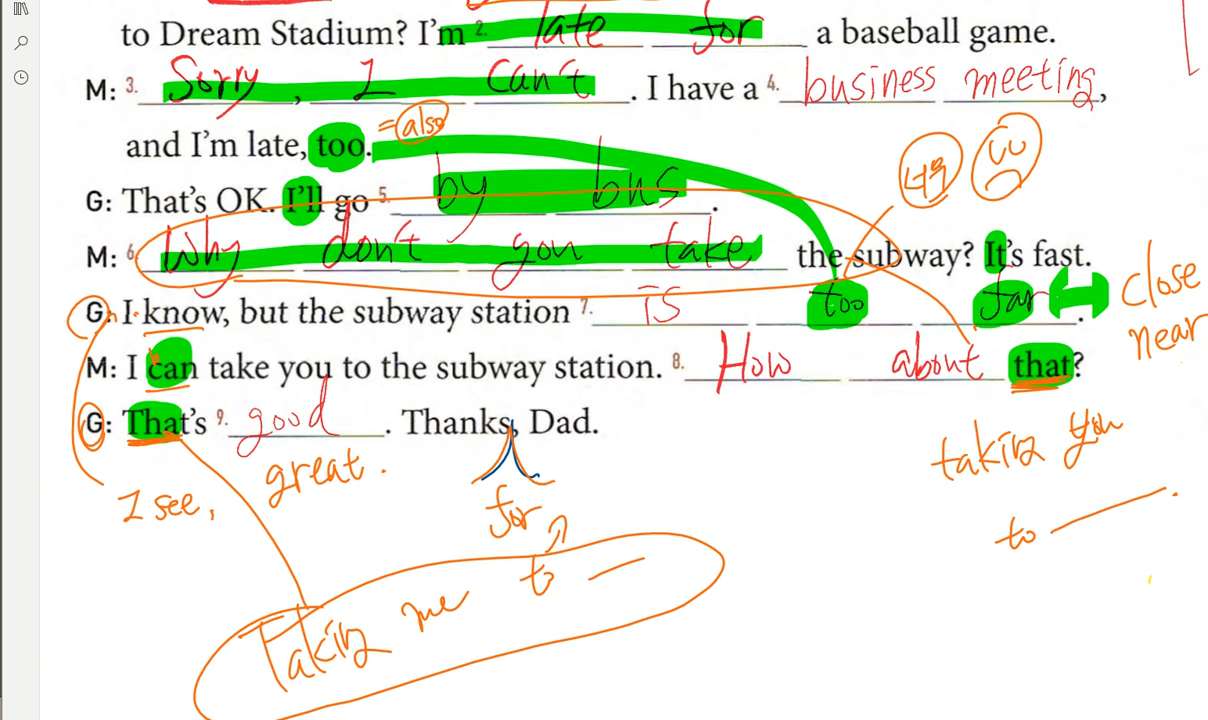 to Dream Stadium? I'm 2. late for a baseball game.
M: 3. Sorry, I can't. I have a 4. business meeting,
=also
and I'm late, too.
너무
G: That's OK. I'll go 5. by bus.
M: 6. Why don't you take the subway? It's fast.
G: I know, but the subway station 7. is too far. ↔ close
near
M: I can take you to the subway station. 8. How about that?
G: That's 9. good. Thanks, Dad.
taking you
great.
I see,
for
to
Taking me to